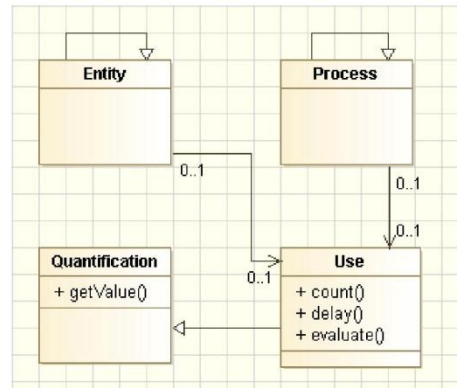 Entity
Process
0..1
0..1
0..1
0..1
Quantification
+ getValue()
Use
+ count()
+ delay()
+ evaluate()